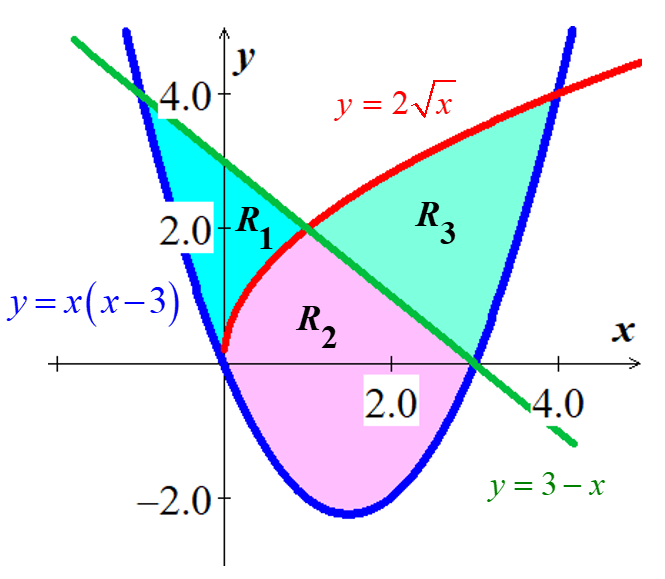 y
4.0
y = 2√x
R₁
2.0
R₃
y = x(x−3)
R₂
x
2.0
4.0
−2.0
y = 3 − x